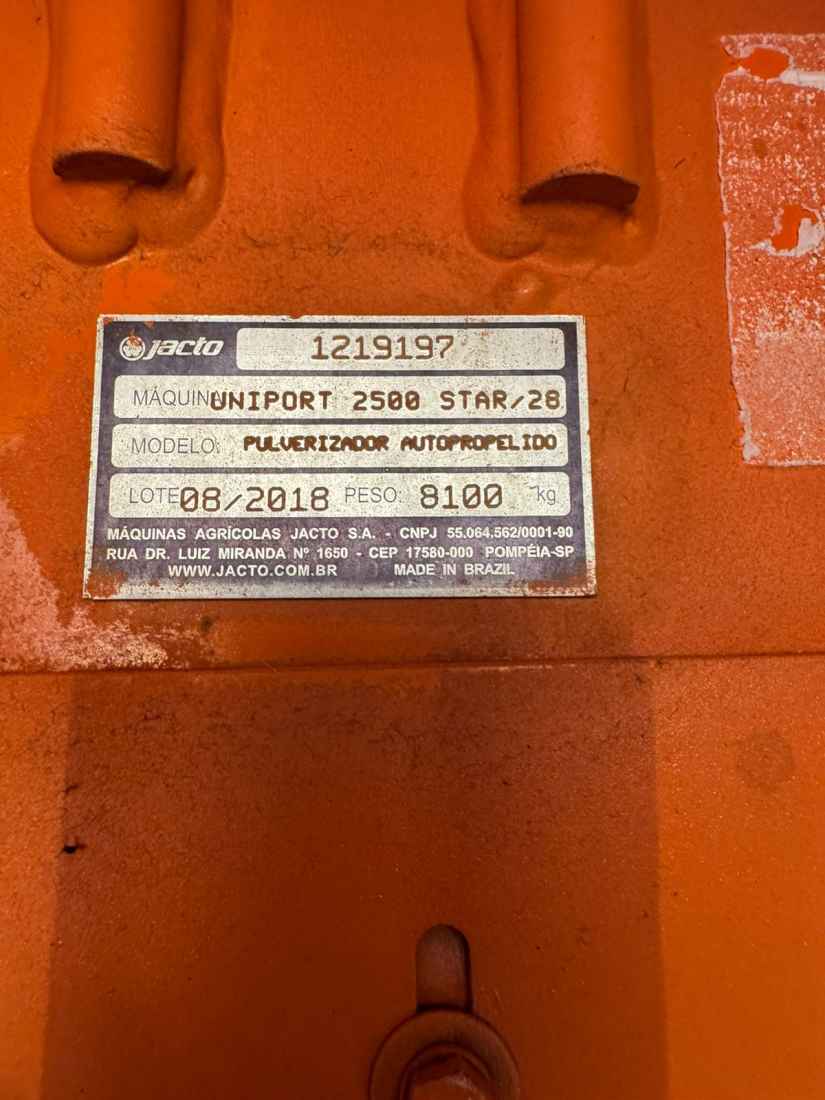 jacto 1219197
MÁQUINA: UNIPORT 2500 STAR/28
MODELO: PULVERIZADOR AUTOPROPELIDO
LOTE 08/2018 PESO: 8100 kg
MÁQUINAS AGRÍCOLAS JACTO S.A. - CNPJ 55.064.562/0001-90
RUA DR. LUIZ MIRANDA Nº 1650 - CEP 17580-000 POMPÉIA-SP
WWW.JACTO.COM.BR MADE IN BRAZIL